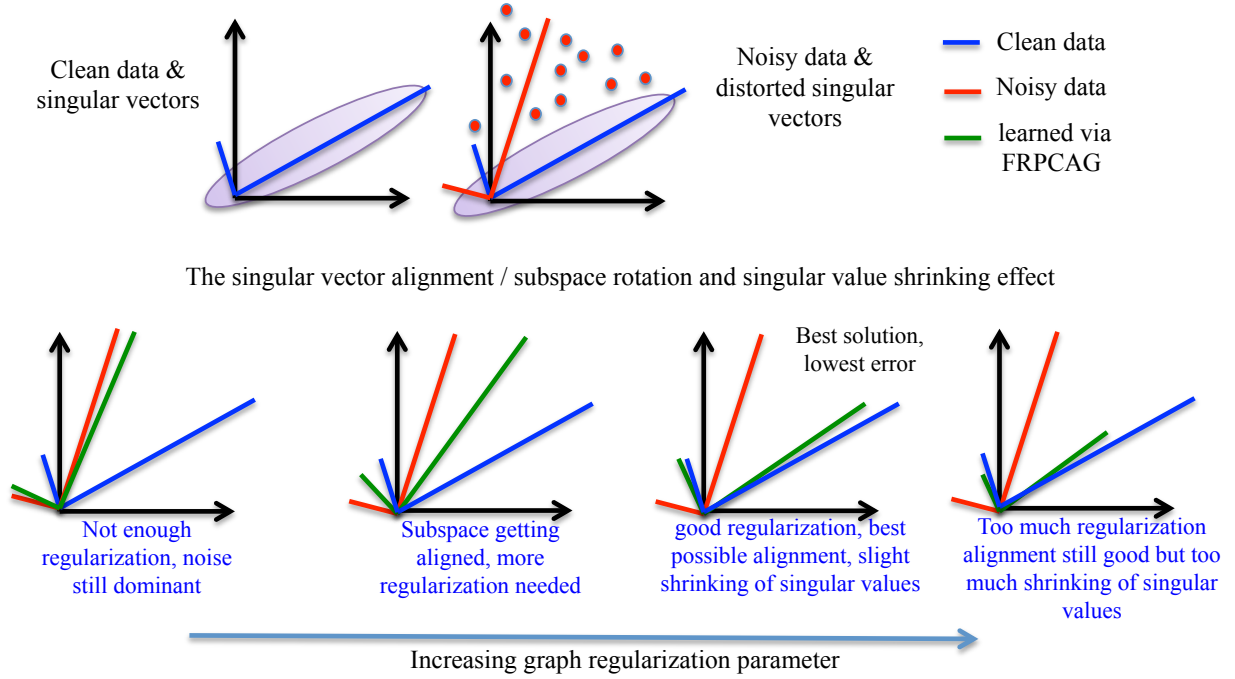 Clean data &
singular vectors
Noisy data &
distorted singular
vectors
Clean data
Noisy data
learned via
FRPCAG
The singular vector alignment / subspace rotation and singular value shrinking effect
Best solution,
lowest error
Not enough
regularization, noise
still dominant
Subspace getting
aligned, more
regularization needed
good regularization, best
possible alignment, slight
shrinking of singular values
Too much regularization
alignment still good but too
much shrinking of singular
values
Increasing graph regularization parameter